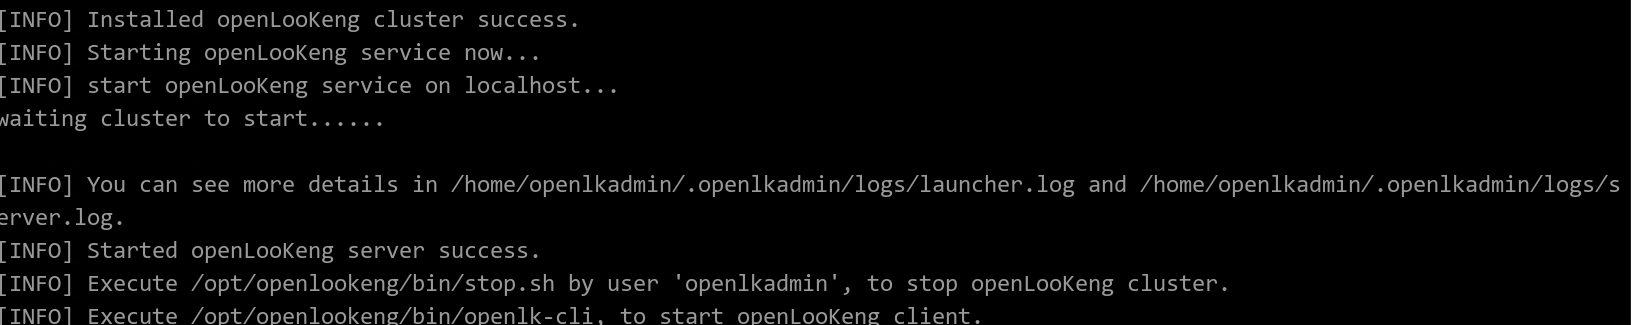 [INFO] Installed openLooKeng cluster success.
[INFO] Starting openLooKeng service now...
[INFO] start openLooKeng service on localhost...
waiting cluster to start......
[INFO] You can see more details in /home/openlkadmin/.openlkadmin/logs/launcher.log and /home/openlkadmin/.openlkadmin/logs/s
erver.log.
[INFO] Started openLooKeng server success.
[INFO] Execute /opt/openlookeng/bin/stop.sh by user 'openlkadmin', to stop openLooKeng cluster.
[INFO] Execute /opt/openlookeng/bin/openlk-cli, to start openLooKeng client.